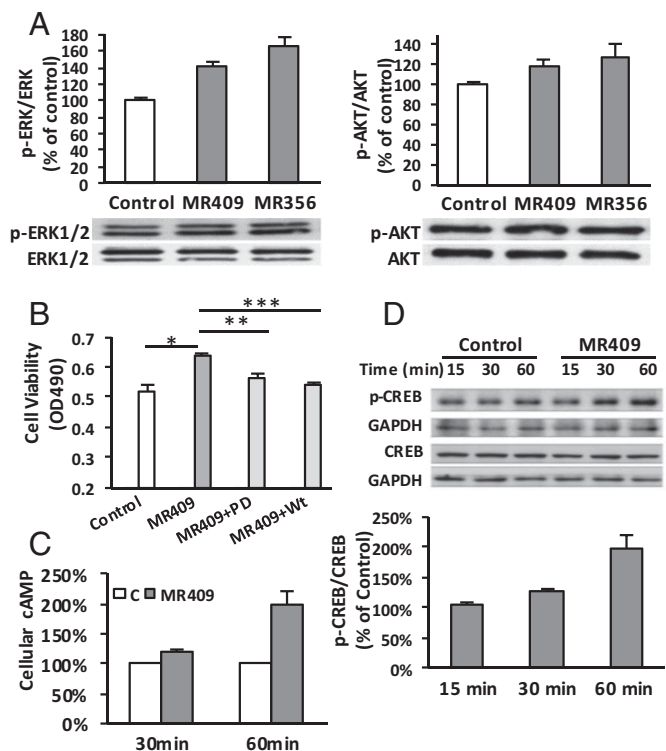 A
p-ERK/ERK
(% of control)
180
160
140
120
100
80
60
40
20
0
Control MR409 MR356
p-ERK1/2
ERK1/2
p-AKT/AKT
(% of control)
140
120
100
80
60
40
20
0
Control MR409 MR356
p-AKT
AKT
B
Cell Viability
(OD490)
0.7
0.6
0.5
0.4
0.3
0.2
*
**
***
Control
MR409
MR409+PD
MR409+Wt
C
Cellular cAMP
250%
200%
150%
100%
50%
0%
C MR409
30min 60min
D
Control MR409
Time (min) 15 30 60 15 30 60
p-CREB
GAPDH
CREB
GAPDH
p-CREB/CREB
(% of Control)
250%
200%
150%
100%
50%
0%
15 min 30 min 60 min